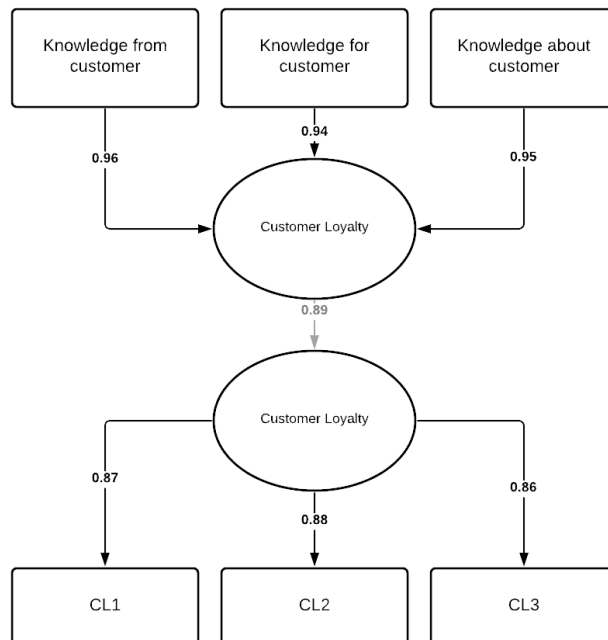 Knowledge from
customer
Knowledge for
customer
Knowledge about
customer
0.94
0.96
0.95
Customer Loyalty
0.89
Customer Loyalty
0.87
0.86
0.88
CL1
CL2
CL3